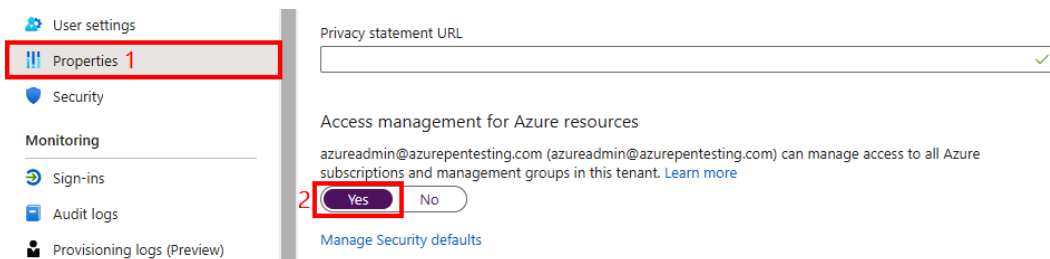 User settings
Properties 1
Security
Monitoring
Sign-ins
Audit logs
Provisioning logs (Preview)
Privacy statement URL
Access management for Azure resources
azureadmin@azurepentesting.com (azureadmin@azurepentesting.com) can manage access to all Azure
subscriptions and management groups in this tenant. Learn more
2 Yes No
Manage Security defaults